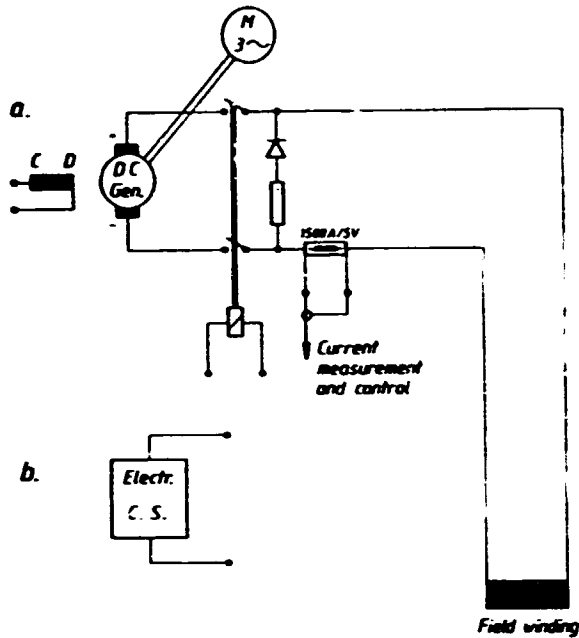 M
3~
a.
C D
-
DC
Gen.
-
1500A/5V
Current
measurement
and control
b.
Electr.
C. S.
Field winding